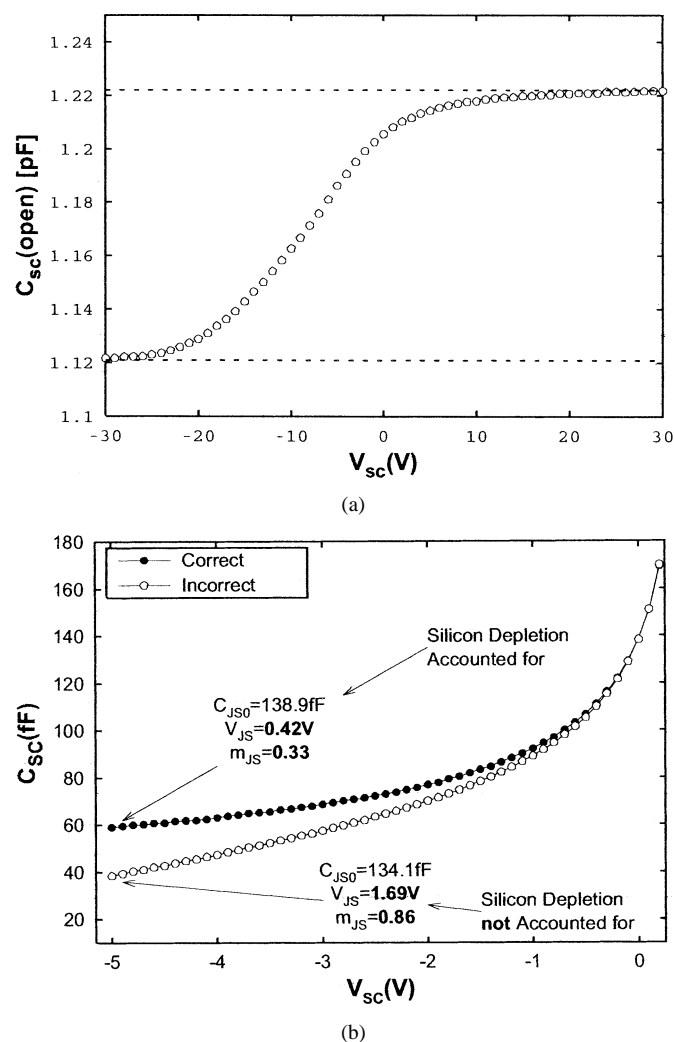 1.24
1.22
1.2
1.18
1.16
1.14
1.12
1.1
C_sc(open) [pF]
-30 -20 -10 0 10 20 30
V_sc(V)
(a)
180
160
140
120
100
80
60
40
20
C_SC(fF)
Correct
Incorrect
Silicon Depletion
Accounted for
C_JS0=138.9fF
V_JS=0.42V
m_JS=0.33
C_JS0=134.1fF
V_JS=1.69V
m_JS=0.86
Silicon Depletion
not Accounted for
-5 -4 -3 -2 -1 0
V_SC(V)
(b)